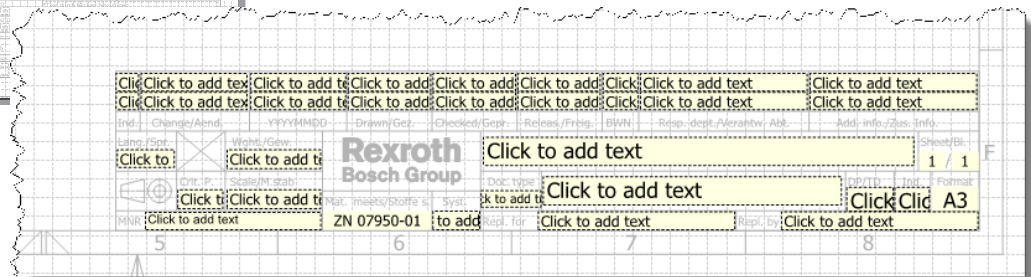 Clic Click to add tex Click to add t Click to add Click to add Click to add Click Click to add text Click to add text
Clic Click to add tex Click to add t Click to add Click to add Click to add Click Click to add text Click to add text
Ind. Change/Aend. YYYYMMDD Drawn/Gez. Checked/Gepr. Releas./Freig. BWN Resp. dept./Verantw. Abt. Add. info./Zus. Info.
Lang./Spr. Wght./Gew. Rexroth Sheet/Bl.
Click to Click to add t Bosch Group Click to add text 1 / 1 F
Crit. P. Scale/M.stab Doc. type DP/TD Ind. Format
Click t Click to add t Mat. meets/Stoffe s. Syst. k to add t Click to add text Click Clic A3
MNR Click to add text ZN 07950-01 to add Repl. for Click to add text Repl. by Click to add text
5 6 7 8